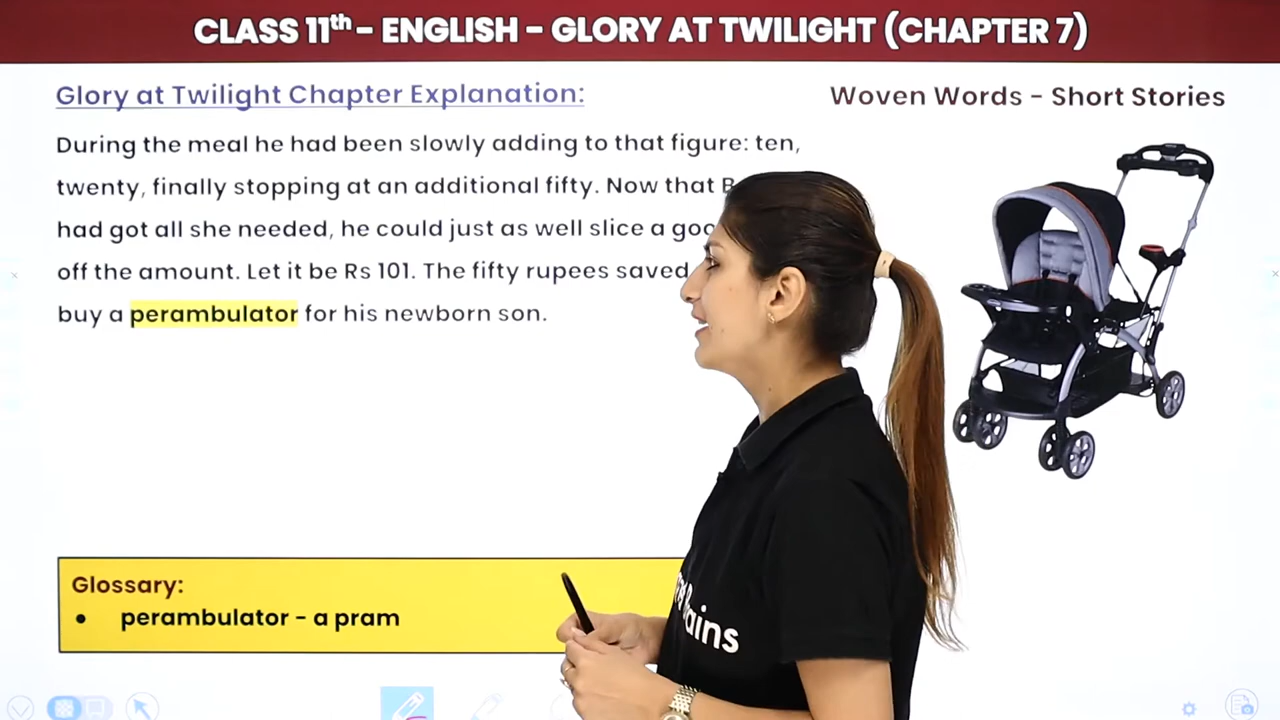 CLASS 11th - ENGLISH - GLORY AT TWILIGHT (CHAPTER 7)
Glory at Twilight Chapter Explanation:
Woven Words - Short Stories
During the meal he had been slowly adding to that figure: ten,
twenty, finally stopping at an additional fifty. Now that
had got all she needed, he could just as well slice a
off the amount. Let it be Rs 101. The fifty rupees saved
buy a perambulator for his newborn son.
Glossary:
• perambulator - a pram